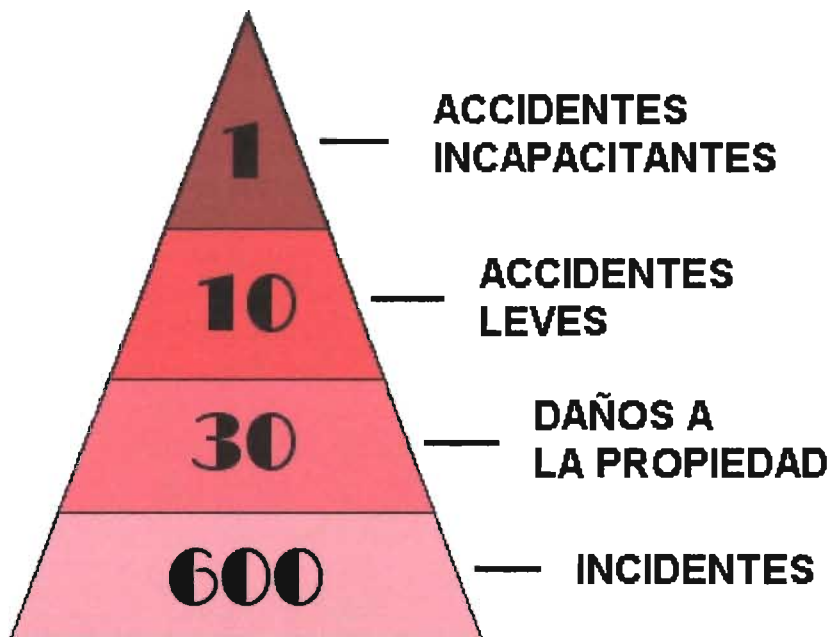 1
ACCIDENTES
INCAPACITANTES
10
ACCIDENTES
LEVES
30
DAÑOS A
LA PROPIEDAD
600
INCIDENTES